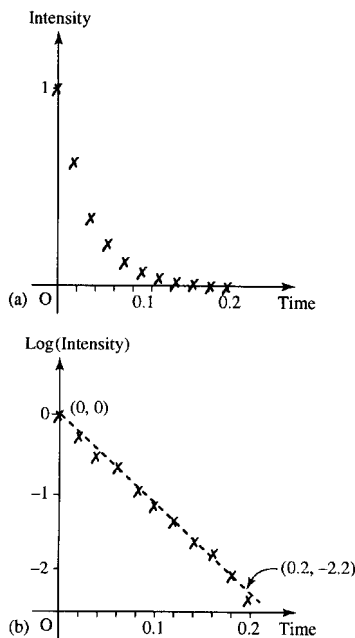 Intensity
1
(a) O 0.1 0.2 Time
Log(Intensity)
0 (0, 0)
-1
-2 (0.2, -2.2)
(b) O 0.1 0.2 Time